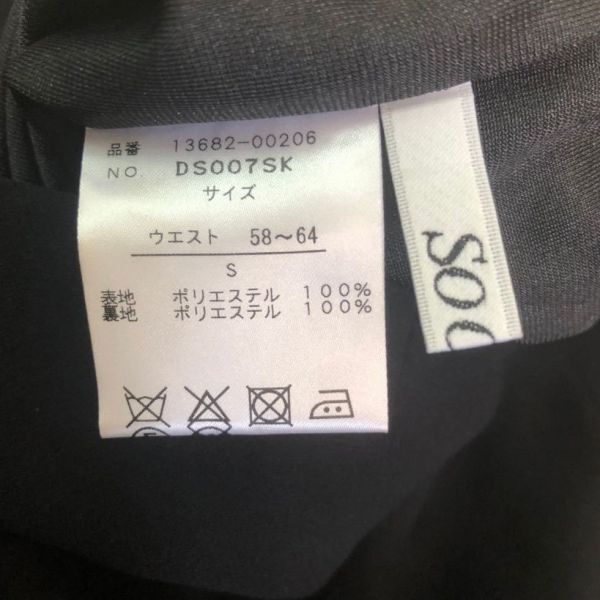 品番 13682-00206
NO. DS007SK
サイズ
ウエスト 58〜64
S
表地 ポリエステル 100%
裏地 ポリエステル 100%